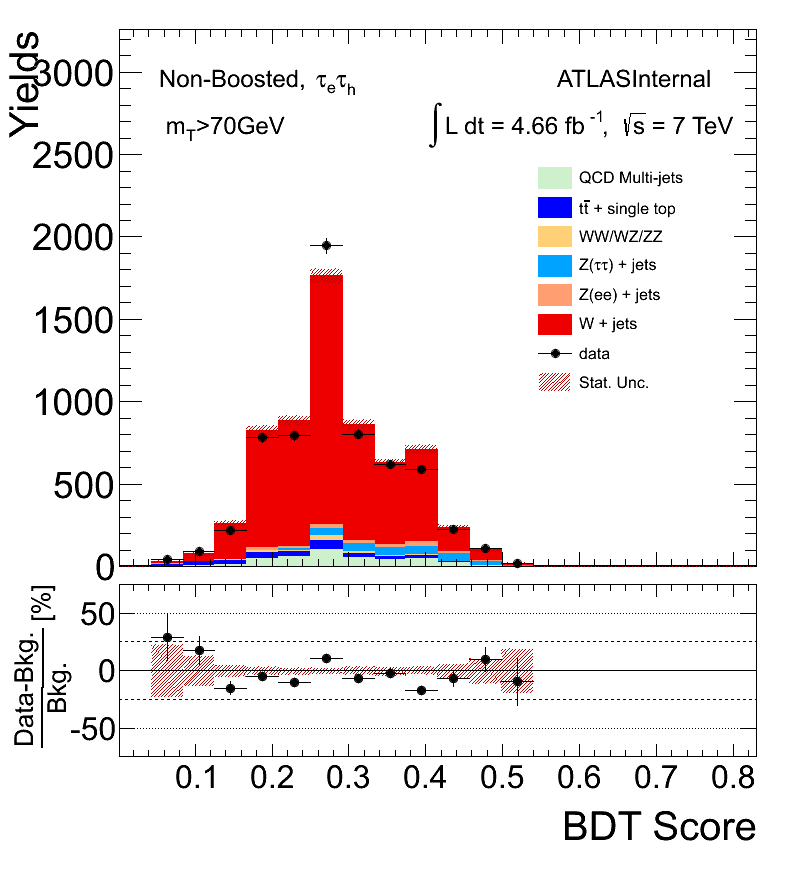 Yields
3000
2500
2000
1500
1000
500
0
Non-Boosted, τeτh
ATLASInternal
mT>70GeV
∫ L dt = 4.66 fb -1, √s = 7 TeV
QCD Multi-jets
tt̄ + single top
WW/WZ/ZZ
Z(ττ) + jets
Z(ee) + jets
W + jets
data
Stat. Unc.
Data-Bkg.
Bkg.
[%]
50
0
-50
0.1 0.2 0.3 0.4 0.5 0.6 0.7 0.8
BDT Score